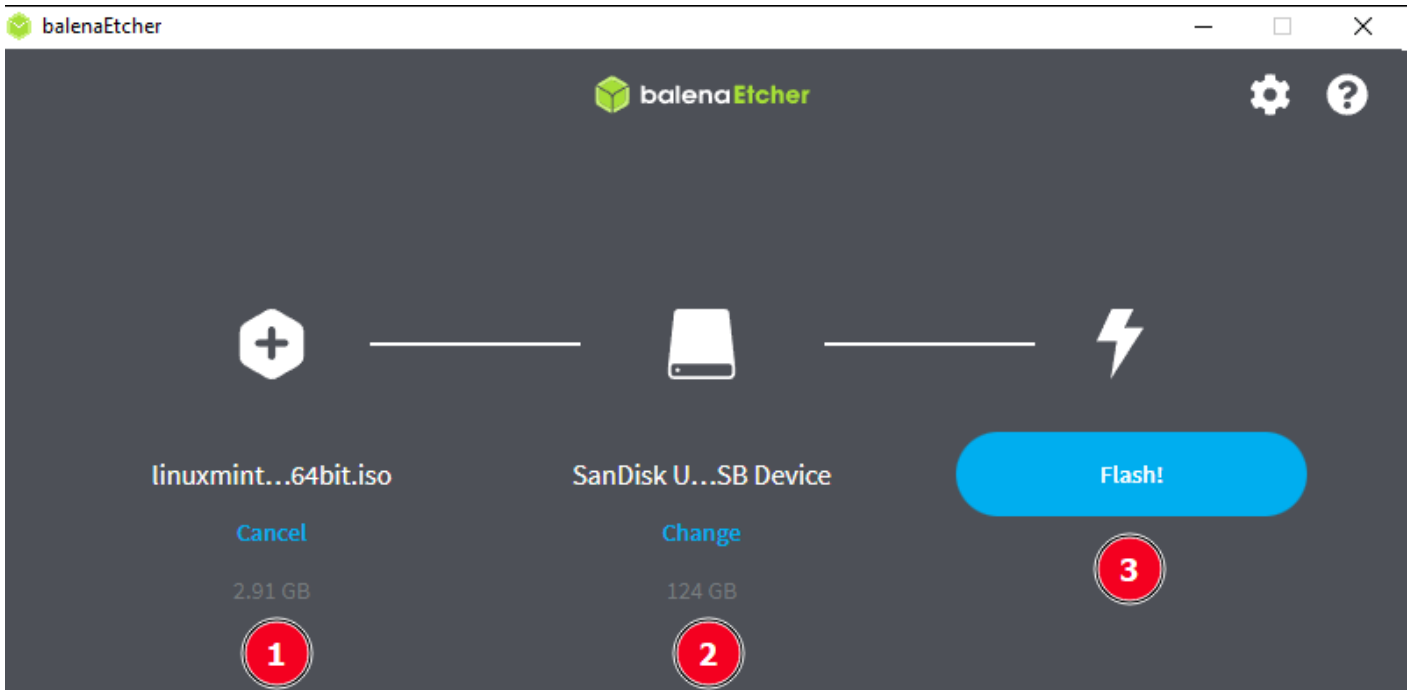 balenaEtcher
balenaEtcher
linuxmint...64bit.iso
Cancel
2.91 GB
1
SanDisk U...SB Device
Change
124 GB
2
Flash!
3